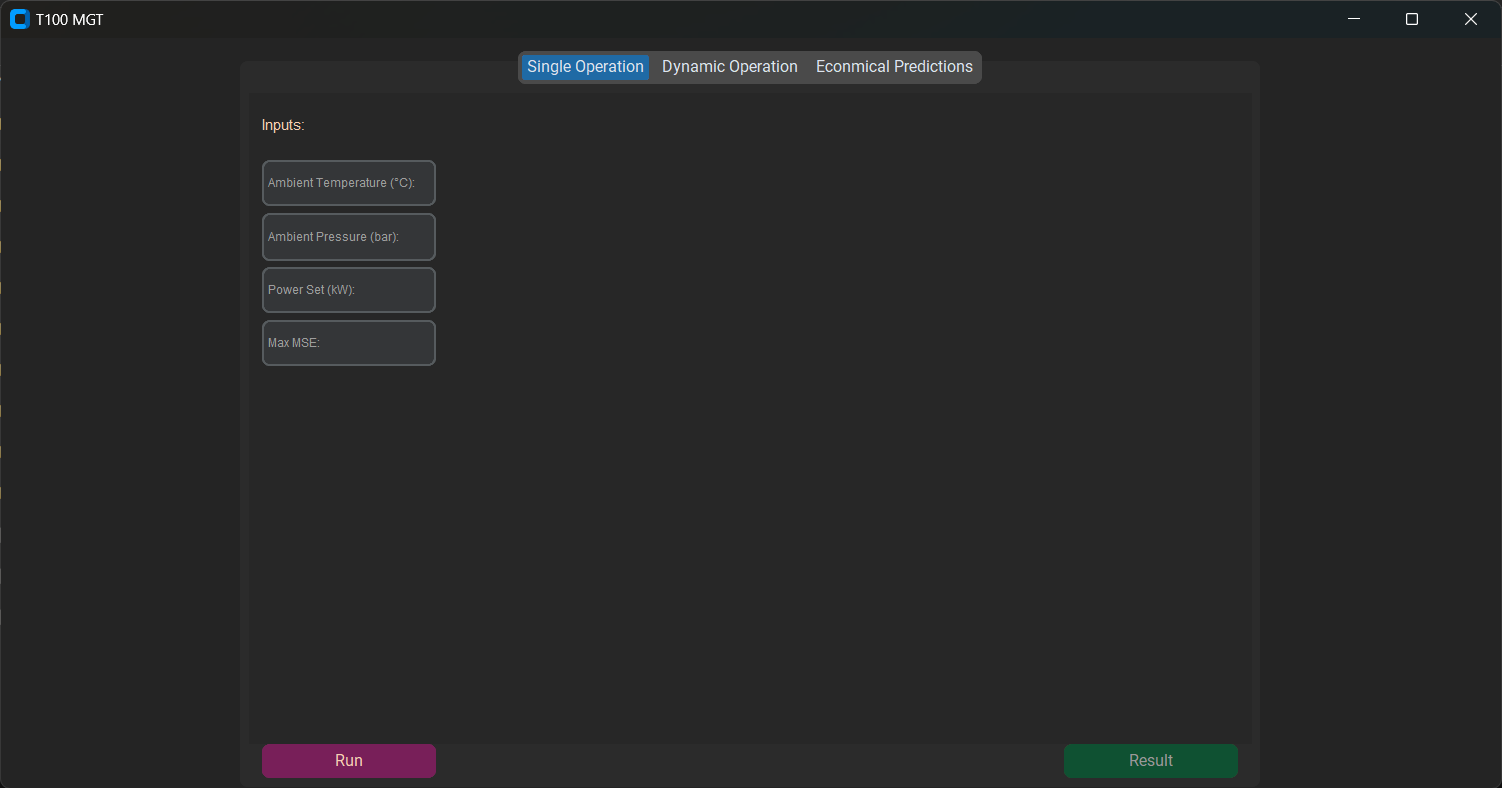 T100 MGT
Single Operation Dynamic Operation Econmical Predictions
Inputs:
Ambient Temperature (°C):
Ambient Pressure (bar):
Power Set (kW):
Max MSE:
Run Result